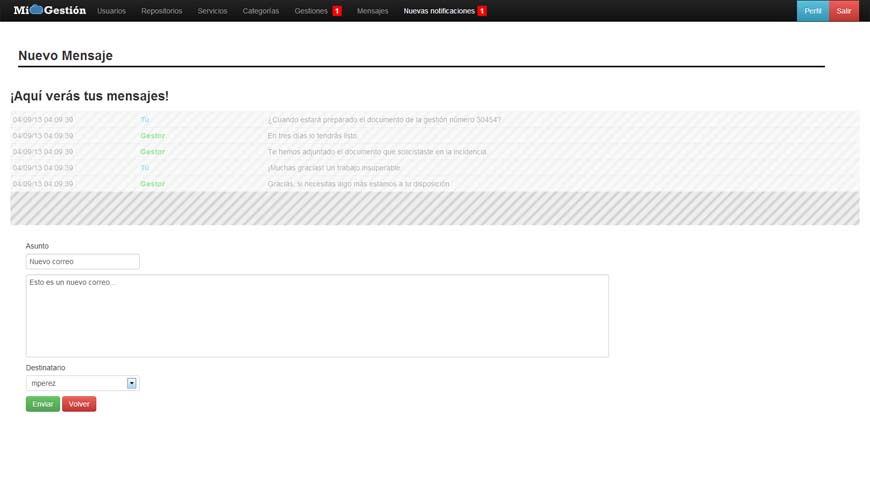 MiGestión Usuarios Repositorios Servicios Categorías Gestiones 1 Mensajes Nuevas notificaciones 1 Perfil Salir
Nuevo Mensaje
¡Aquí verás tus mensajes!
04/09/13 04:09:39 Tú ¿Cuando estará preparado el documento de la gestión número 30454?
04/09/13 04:09:39 Gestor En tres días lo tendrás listo.
04/09/13 04:09:39 Gestor Te hemos adjuntado el documento que solicistaste en la incidencia.
04/09/13 04:09:39 Tú ¡Muchas gracias! Un trabajo insuperable.
04/09/13 04:09:39 Gestor Gracias, si necesitas algo más estamos a tu disposición.
Asunto
Nuevo correo
Esto es un nuevo correo...
Destinatario
mperez
Enviar Volver